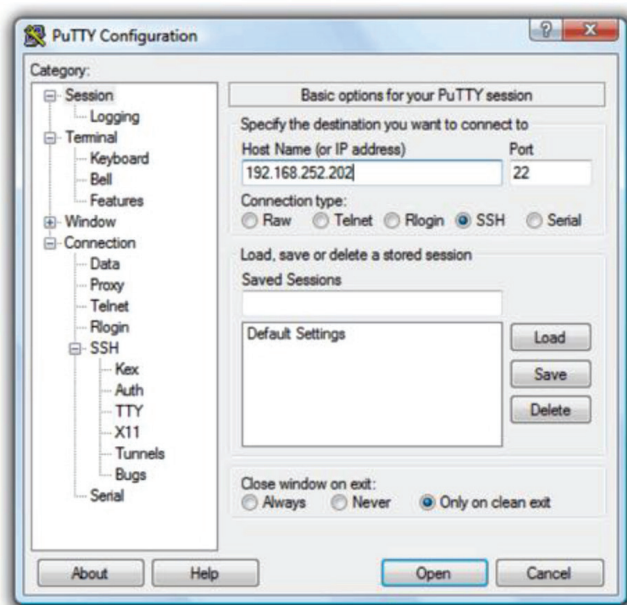 PuTTY Configuration
Category:
Session
Logging
Terminal
Keyboard
Bell
Features
Window
Connection
Data
Proxy
Telnet
Rlogin
SSH
Kex
Auth
TTY
X11
Tunnels
Bugs
Serial
Basic options for your PuTTY session
Specify the destination you want to connect to
Host Name (or IP address) Port
192.168.252.202 22
Connection type:
Raw Telnet Rlogin SSH Serial
Load, save or delete a stored session
Saved Sessions
Default Settings
Load
Save
Delete
Close window on exit:
Always Never Only on clean exit
About Help Open Cancel